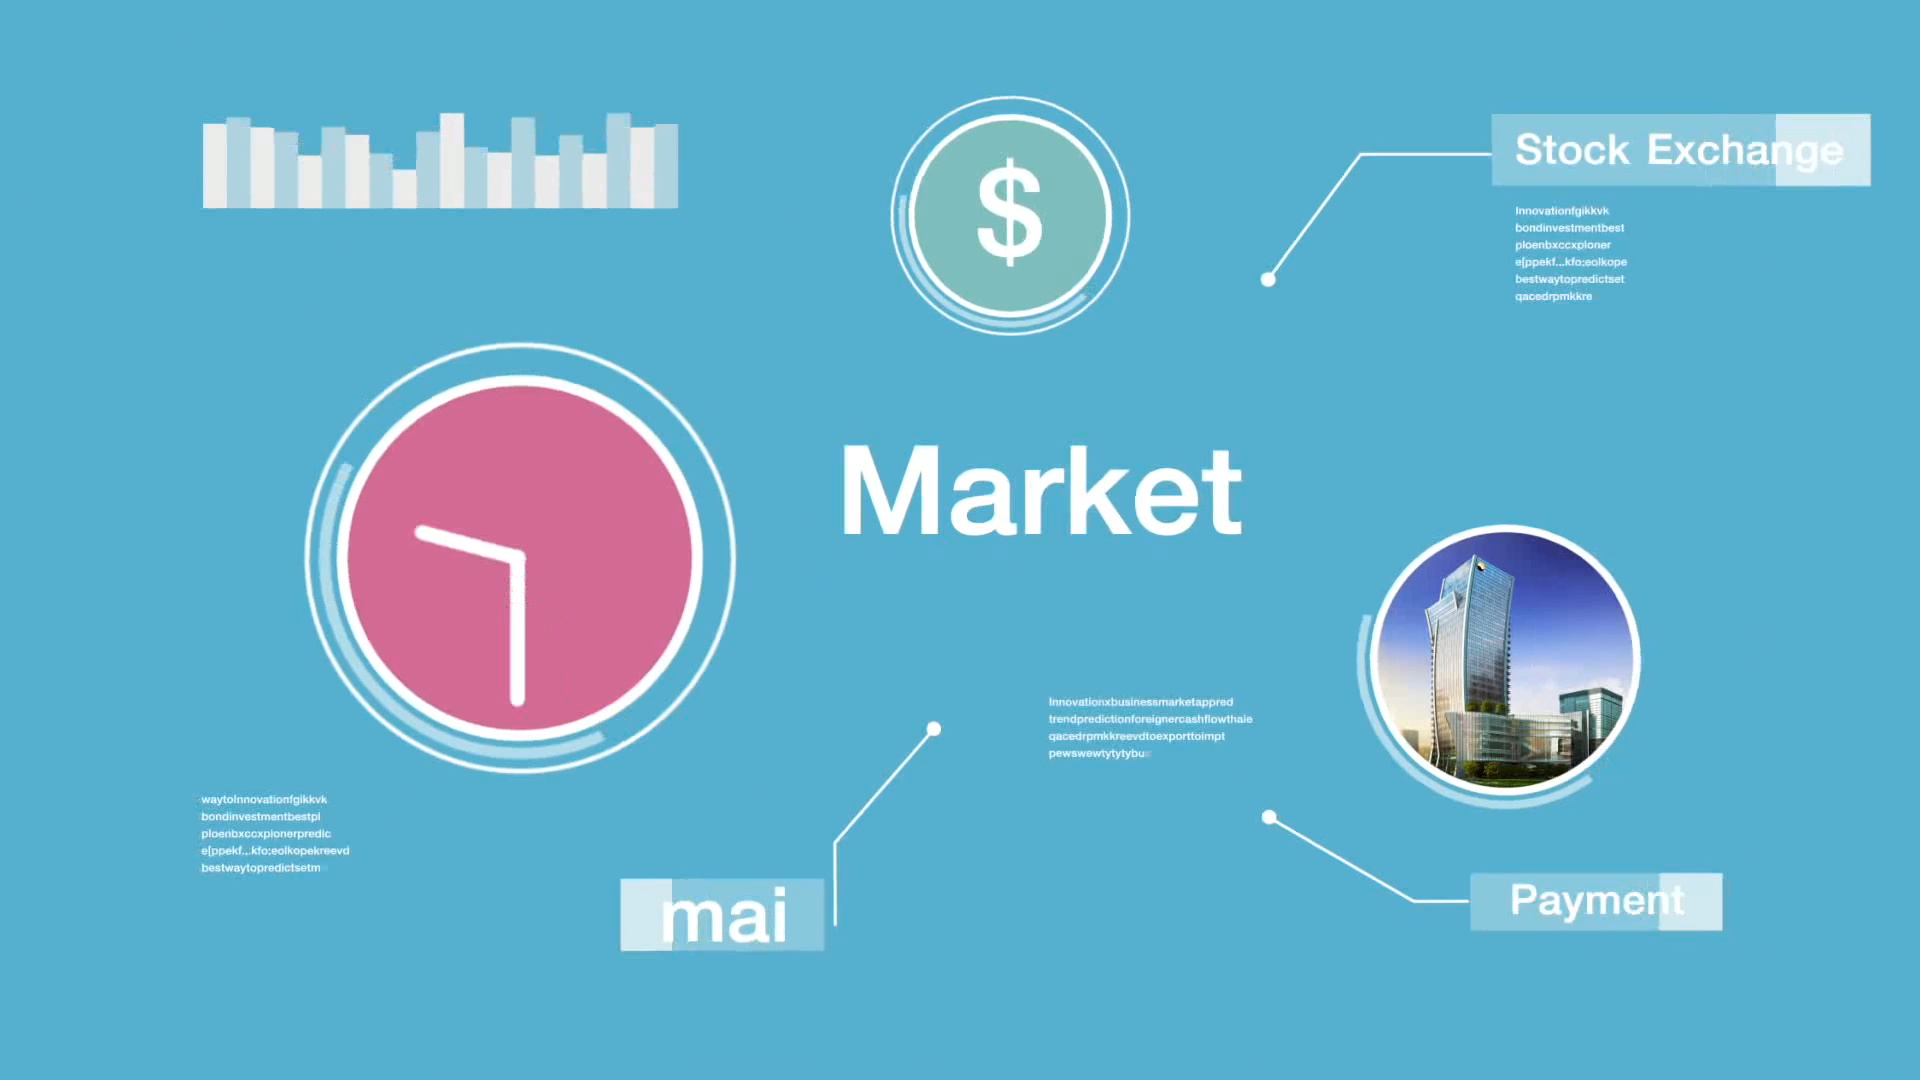 $
Stock Exchange
Innovationfgikkvk
bondinvestmentbest
ploenbxccxploner
e[ppekf...kfo;eolkope
bestwaytopredictset
qacedrpmkkre
Market
Innovationxbusinessmarketappred
trendpredictionforeignercashflowthaie
qacedrpmkkreevdtoexporttoimpt
pewswewtytytybu
waytoInnovationfgikkvk
bondinvestmentbestpl
ploenbxccxplonerpredic
e[ppekf...kfo;eolkopekreevd
bestwaytopredictsetm
mai
Payment